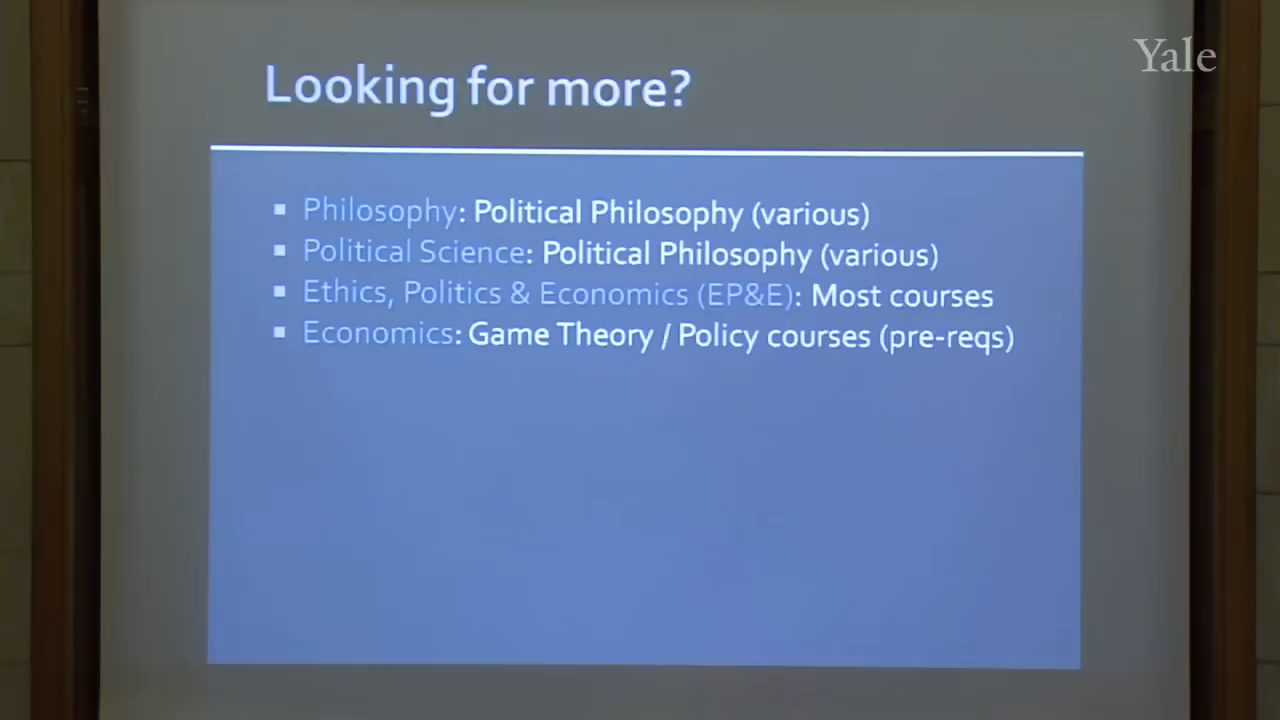 Yale
Looking for more?
▪ Philosophy: Political Philosophy (various)
▪ Political Science: Political Philosophy (various)
▪ Ethics, Politics & Economics (EP&E): Most courses
▪ Economics: Game Theory / Policy courses (pre-reqs)